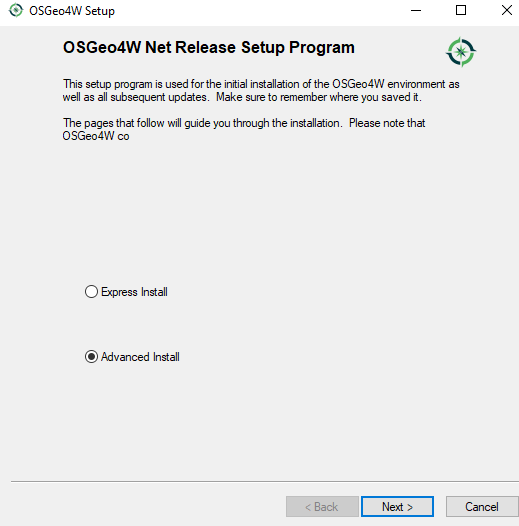 OSGeo4W Setup
OSGeo4W Net Release Setup Program
This setup program is used for the initial installation of the OSGeo4W environment as
well as all subsequent updates.  Make sure to remember where you saved it.
The pages that follow will guide you through the installation.  Please note that
OSGeo4W co
Express Install
Advanced Install
< Back
Next >
Cancel